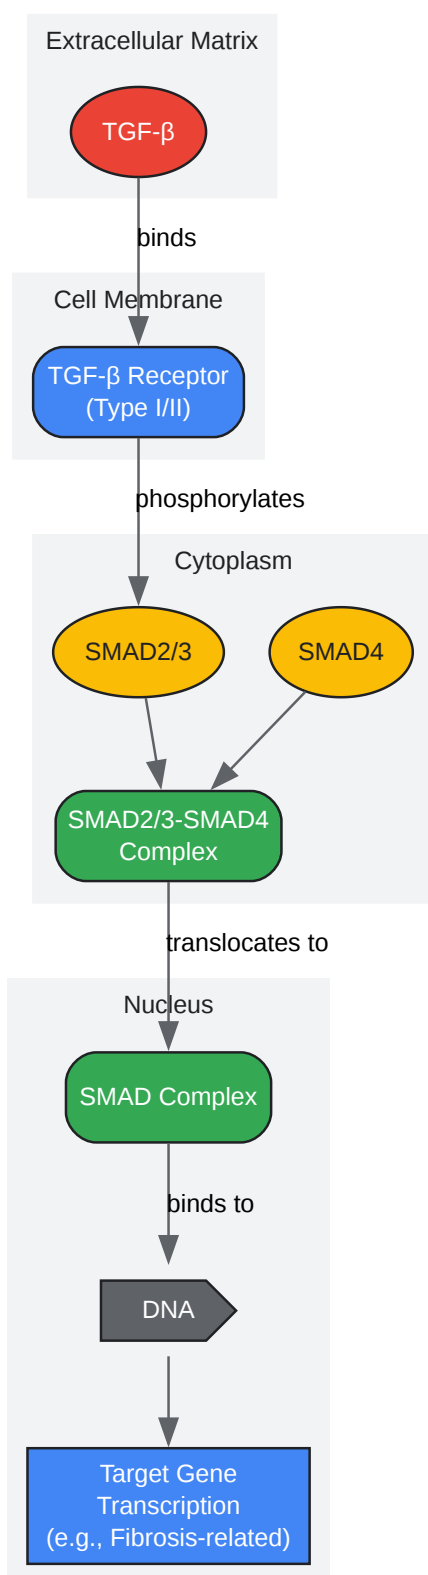 Extracellular Matrix
TGF-β
binds
Cell Membrane
TGF-β Receptor
(Type I/II)
phosphorylates
Cytoplasm
SMAD2/3
SMAD4
SMAD2/3-SMAD4
Complex
translocates to
Nucleus
SMAD Complex
binds to
DNA
Target Gene
Transcription
(e.g., Fibrosis-related)